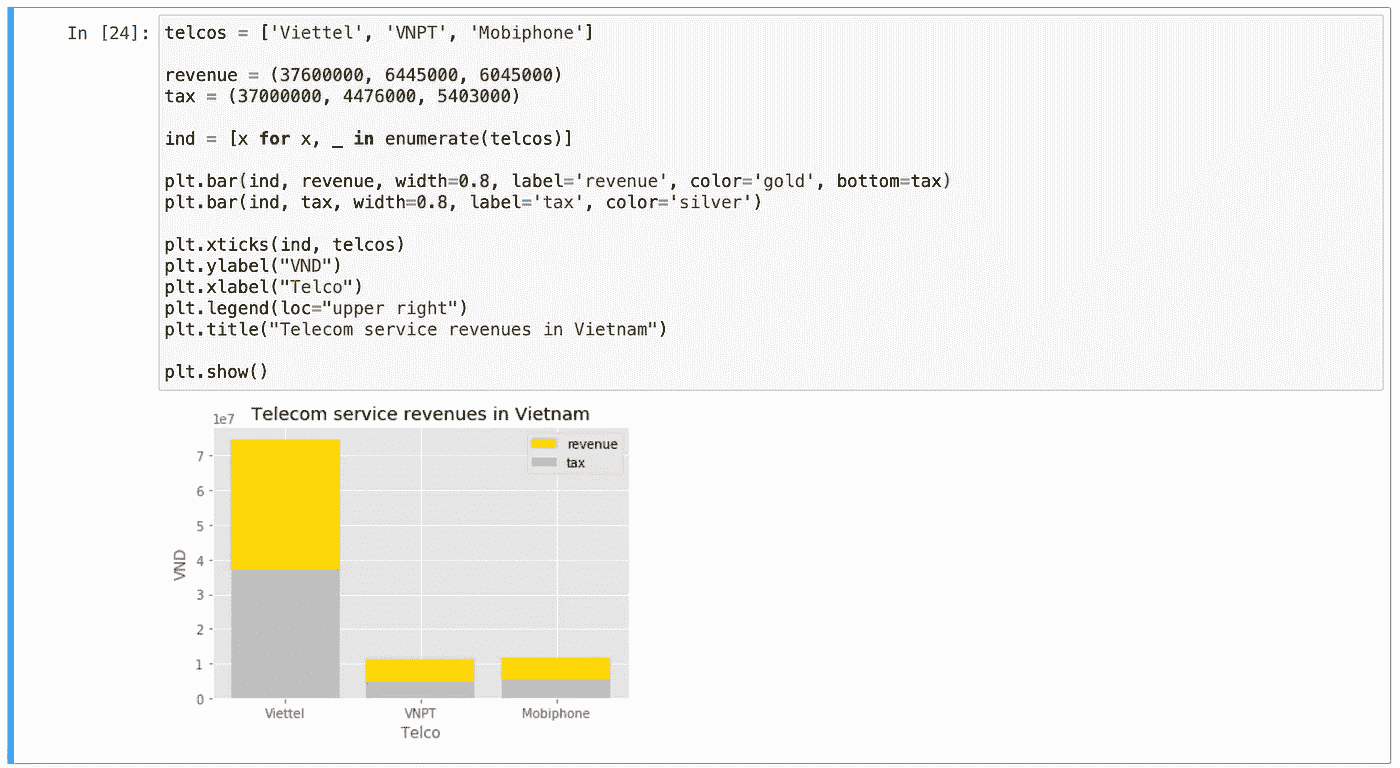 In [24]: telcos = ['Viettel', 'VNPT', 'Mobiphone']
revenue = (37600000, 6445000, 6045000)
tax = (37000000, 4476000, 5403000)
ind = [x for x, _ in enumerate(telcos)]
plt.bar(ind, revenue, width=0.8, label='revenue', color='gold', bottom=tax)
plt.bar(ind, tax, width=0.8, label='tax', color='silver')
plt.xticks(ind, telcos)
plt.ylabel("VND")
plt.xlabel("Telco")
plt.legend(loc="upper right")
plt.title("Telecom service revenues in Vietnam")
plt.show()
1e7 Telecom service revenues in Vietnam
revenue
tax
7
6
5
4
3
2
1
0
VND
Viettel VNPT Mobiphone
Telco